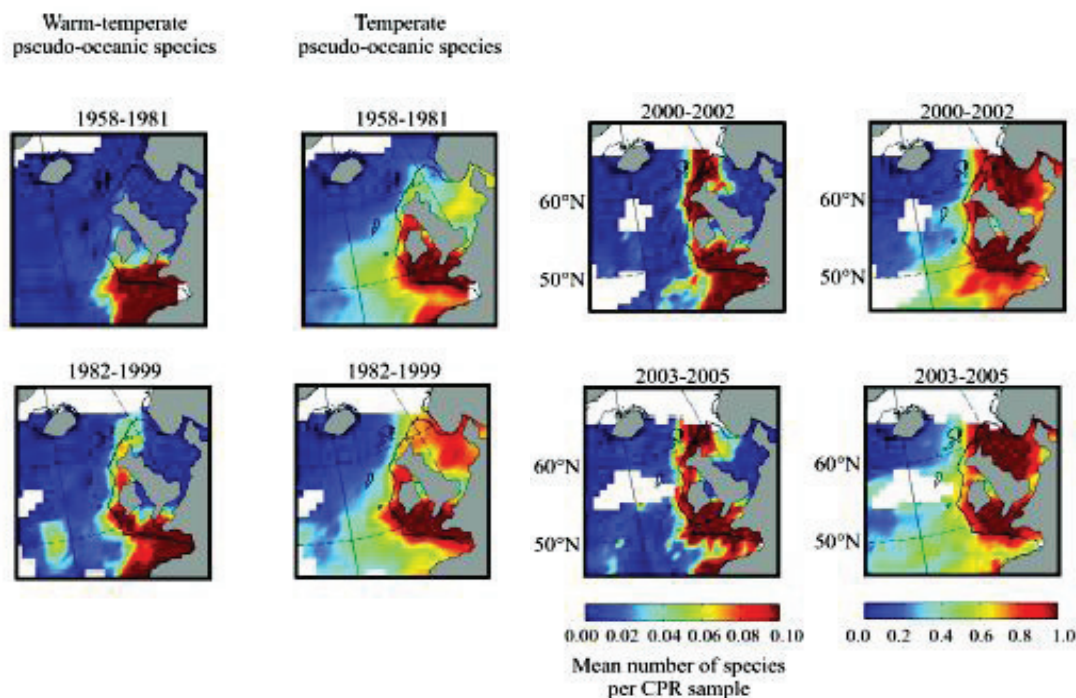 Warm-temperate
pseudo-oceanic species
Temperate
pseudo-oceanic species
1958-1981
1958-1981
2000-2002
2000-2002
60°N
50°N
60°N
50°N
1982-1999
1982-1999
2003-2005
2003-2005
60°N
50°N
60°N
50°N
0.00 0.02 0.04 0.06 0.08 0.10
0.0 0.2 0.4 0.6 0.8 1.0
Mean number of species
per CPR sample